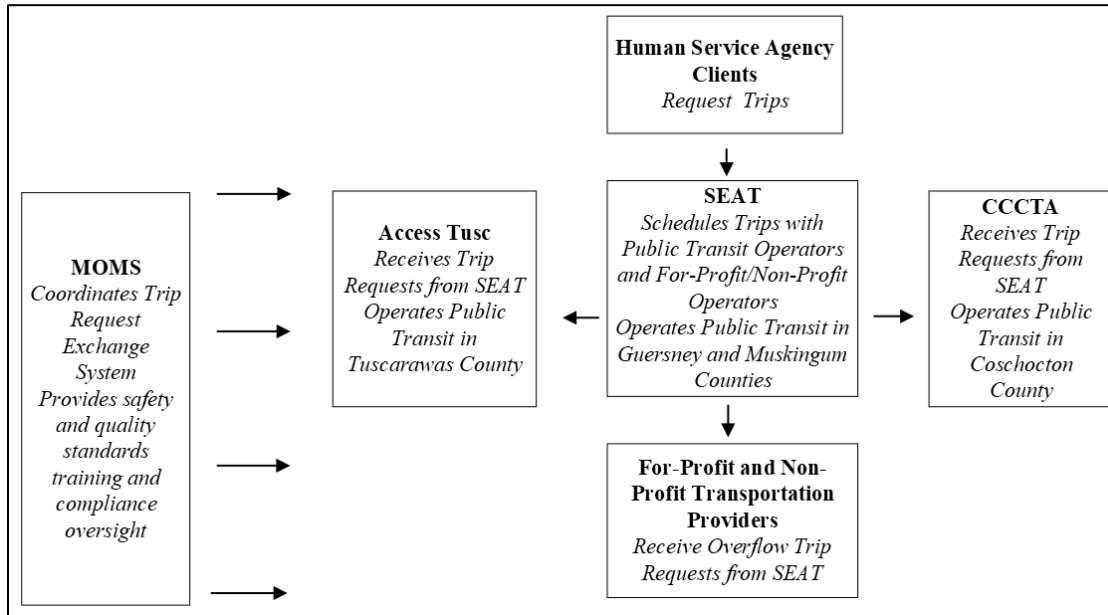 Human Service Agency
Clients
Request Trips
MOMS
Coordinates Trip
Request
Exchange
System
Provides safety
and quality
standards
training and
compliance
oversight
Access Tusc
Receives Trip
Requests from SEAT
Operates Public
Transit in
Tuscarawas County
SEAT
Schedules Trips with
Public Transit Operators
and For-Profit/Non-Profit
Operators
Operates Public Transit in
Guersney and Muskingum
Counties
CCCTA
Receives Trip
Requests from
SEAT
Operates Public
Transit in
Coschocton
County
For-Profit and Non-
Profit Transportation
Providers
Receive Overflow Trip
Requests from SEAT